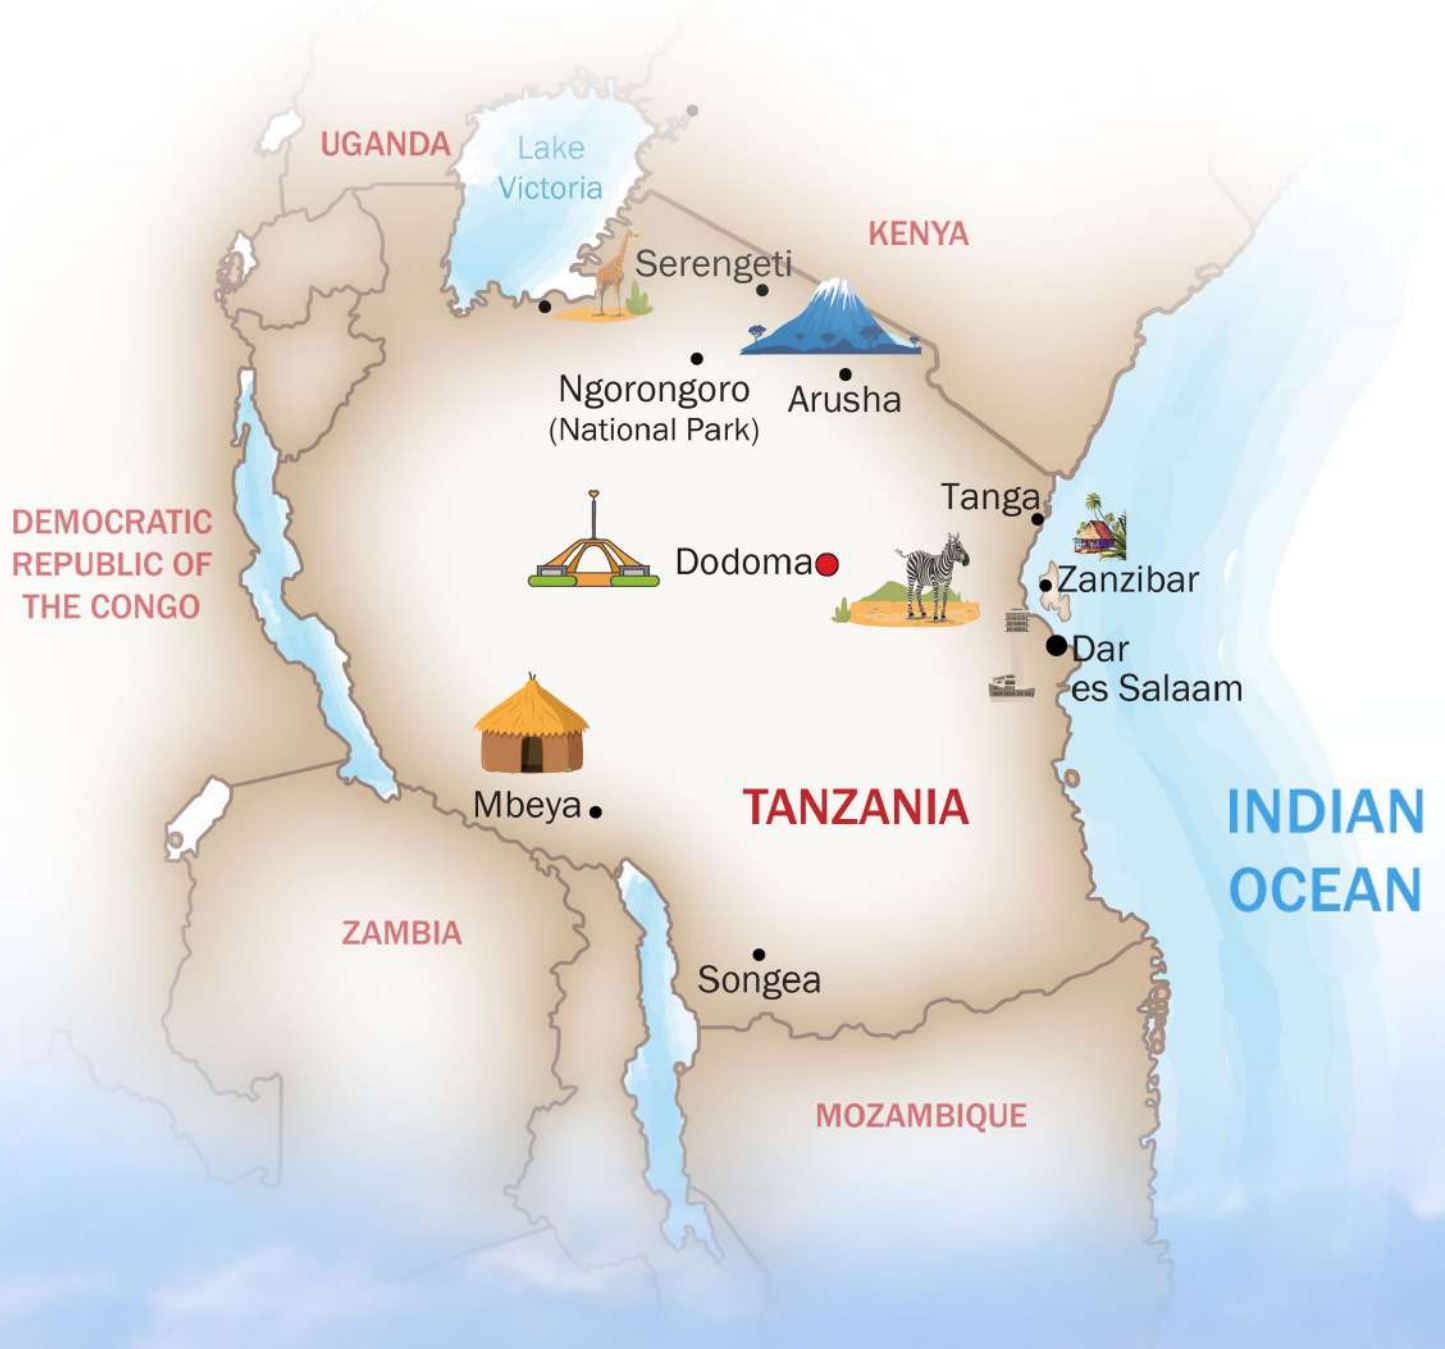 UGANDA
Lake
Victoria
KENYA
Serengeti
Ngorongoro
(National Park)
Arusha
Tanga
DEMOCRATIC
REPUBLIC OF
THE CONGO
Dodoma
Zanzibar
Dar
es Salaam
Mbeya
TANZANIA
INDIAN
OCEAN
ZAMBIA
Songea
MOZAMBIQUE